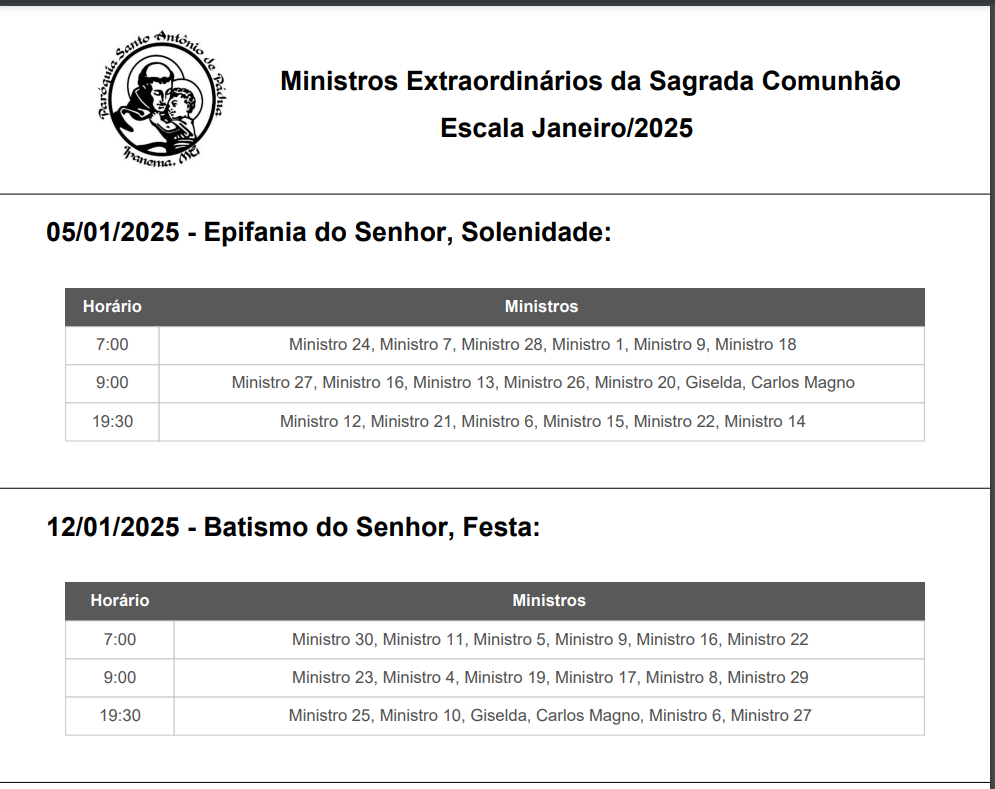 Paróquia Santo Antônio de Pádua
Ipanema, MG
Ministros Extraordinários da Sagrada Comunhão
Escala Janeiro/2025
05/01/2025 - Epifania do Senhor, Solenidade:
Horário Ministros
7:00 Ministro 24, Ministro 7, Ministro 28, Ministro 1, Ministro 9, Ministro 18
9:00 Ministro 27, Ministro 16, Ministro 13, Ministro 26, Ministro 20, Giselda, Carlos Magno
19:30 Ministro 12, Ministro 21, Ministro 6, Ministro 15, Ministro 22, Ministro 14
12/01/2025 - Batismo do Senhor, Festa:
Horário Ministros
7:00 Ministro 30, Ministro 11, Ministro 5, Ministro 9, Ministro 16, Ministro 22
9:00 Ministro 23, Ministro 4, Ministro 19, Ministro 17, Ministro 8, Ministro 29
19:30 Ministro 25, Ministro 10, Giselda, Carlos Magno, Ministro 6, Ministro 27